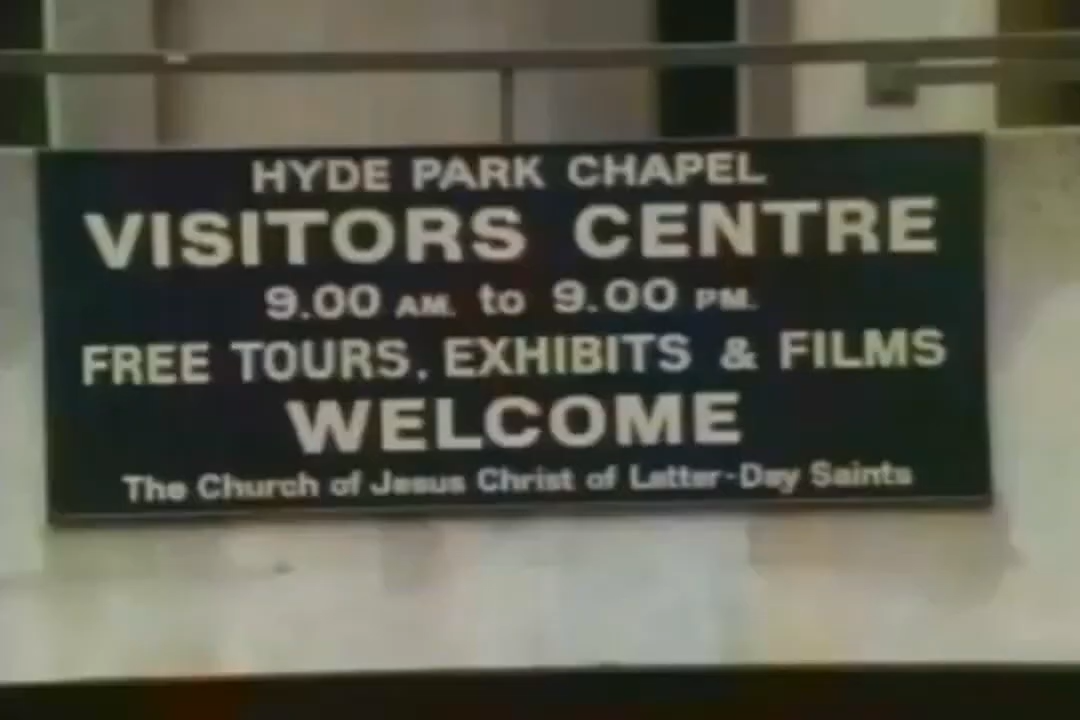 HYDE PARK CHAPEL
VISITORS CENTRE
9.00 AM. to 9.00 PM.
FREE TOURS, EXHIBITS & FILMS
WELCOME
The Church of Jesus Christ of Latter-Day Saints